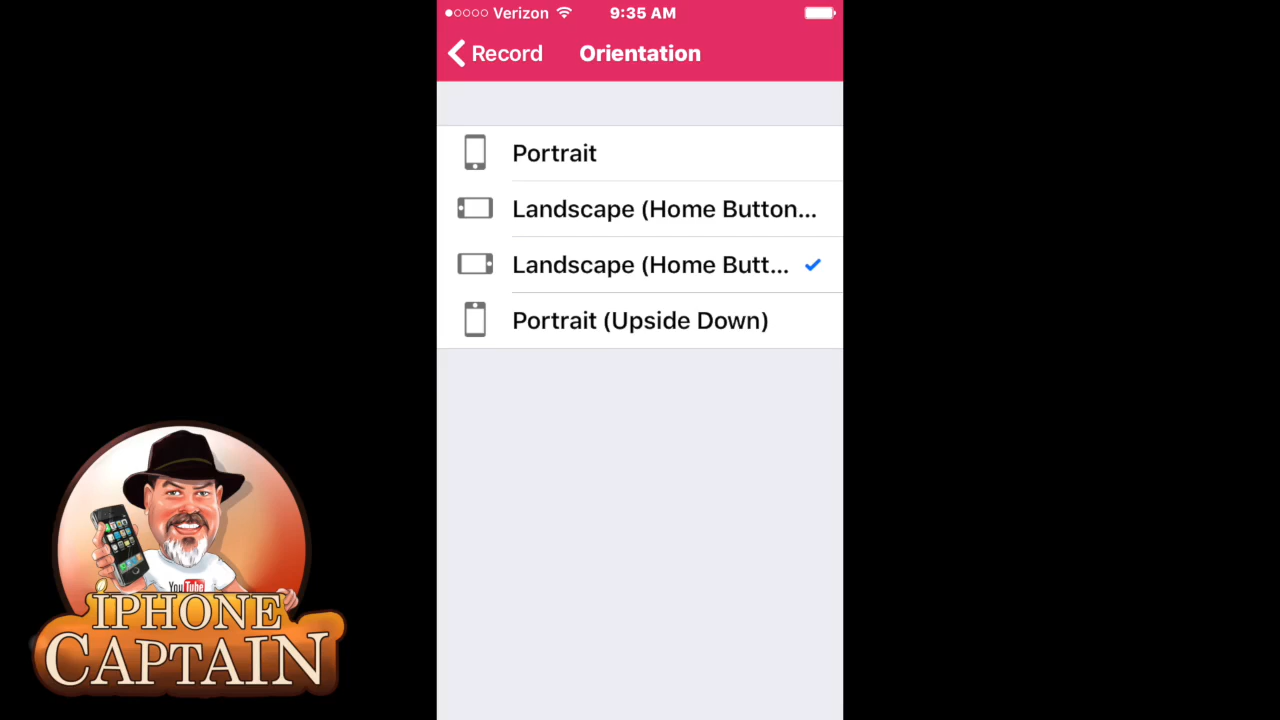 Verizon 9:35 AM
Record Orientation
Portrait
Landscape (Home Button...
Landscape (Home Butt...
Portrait (Upside Down)
YouTube
IPHONE
CAPTAIN